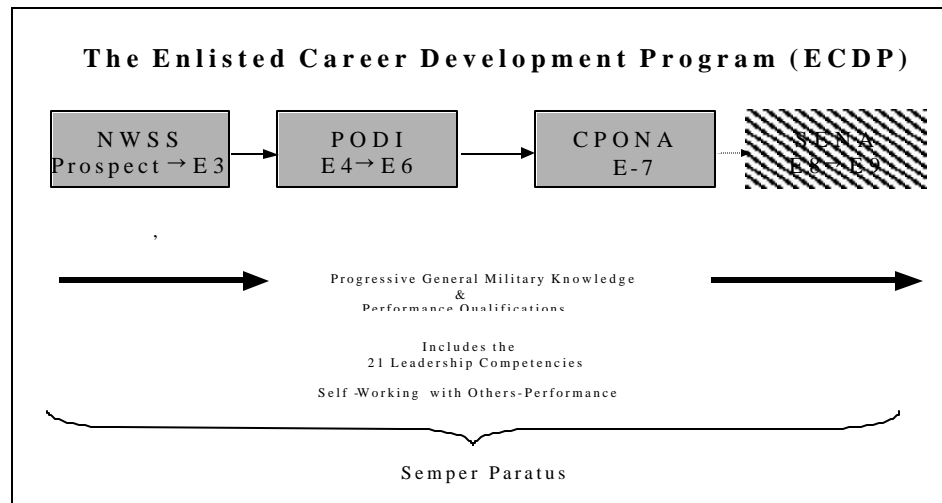 The Enlisted Career Development Program (ECDP)
NWSS
Prospect → E3
PODI
E4→E6
CPONA
E-7
SENA
E8→E9
,
Progressive General Military Knowledge
&
Performance Qualifications
Includes the
21 Leadership Competencies
Self-Working with Others-Performance
Semper Paratus